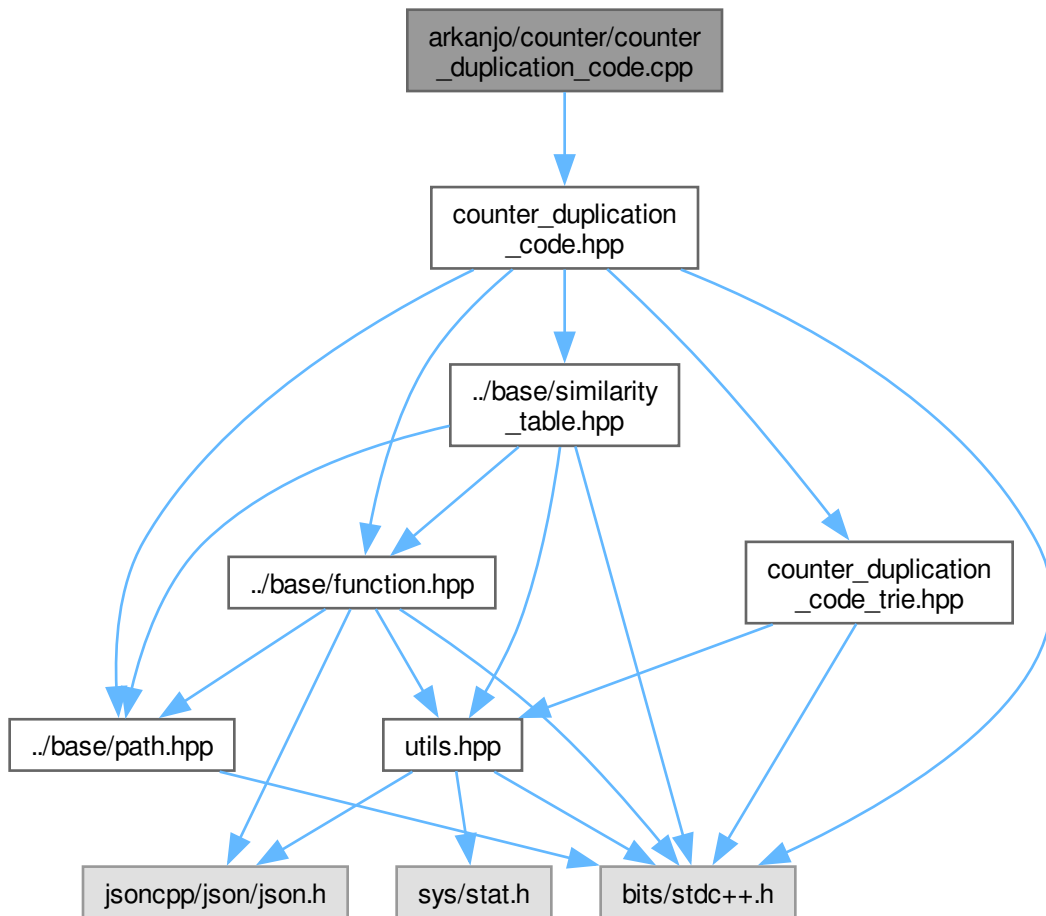 arkanjo/counter/counter
_duplication_code.cpp
counter_duplication
_code.hpp
../base/similarity
_table.hpp
../base/function.hpp
counter_duplication
_code_trie.hpp
../base/path.hpp
utils.hpp
jsoncpp/json/json.h
sys/stat.h
bits/stdc++.h